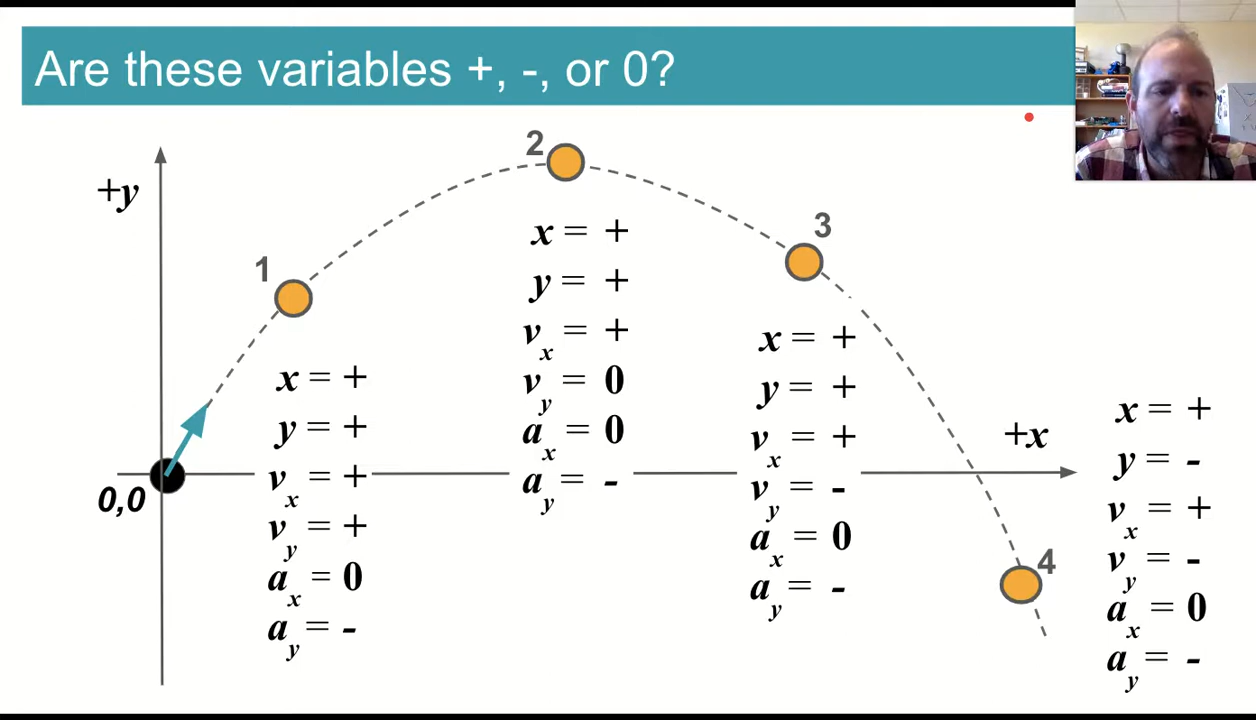 Are these variables +, -, or 0?
+y
1
2
3
4
0,0
+x
x = +
y = +
vx = +
vy = +
ax = 0
ay = -
x = +
y = +
vx = +
vy = 0
ax = 0
ay = -
x = +
y = +
vx = +
vy = -
ax = 0
ay = -
x = +
y = -
vx = +
vy = -
ax = 0
ay = -